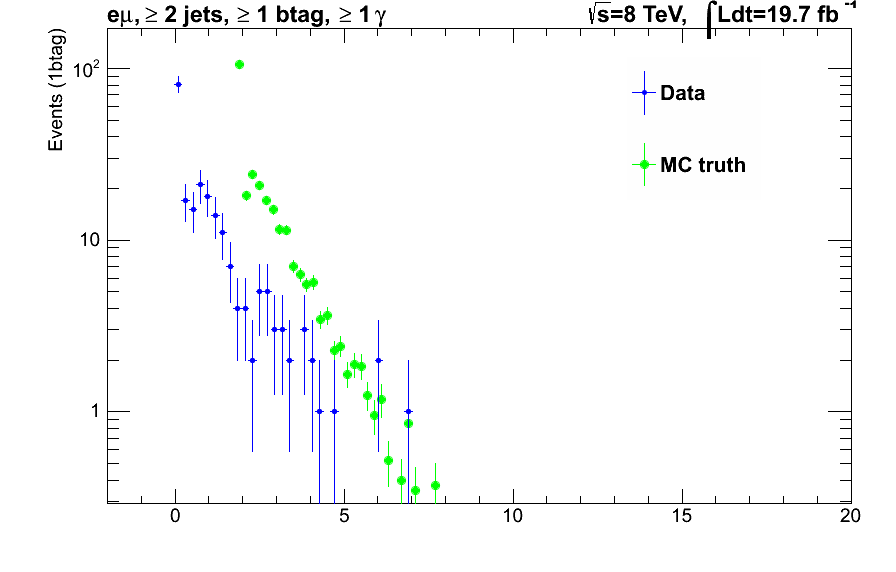 eμ, ≥ 2 jets, ≥ 1 btag, ≥ 1 γ
√s=8 TeV, ∫Ldt=19.7 fb⁻¹
Events (1btag)
10²
10
1
Data
MC truth
0 5 10 15 20